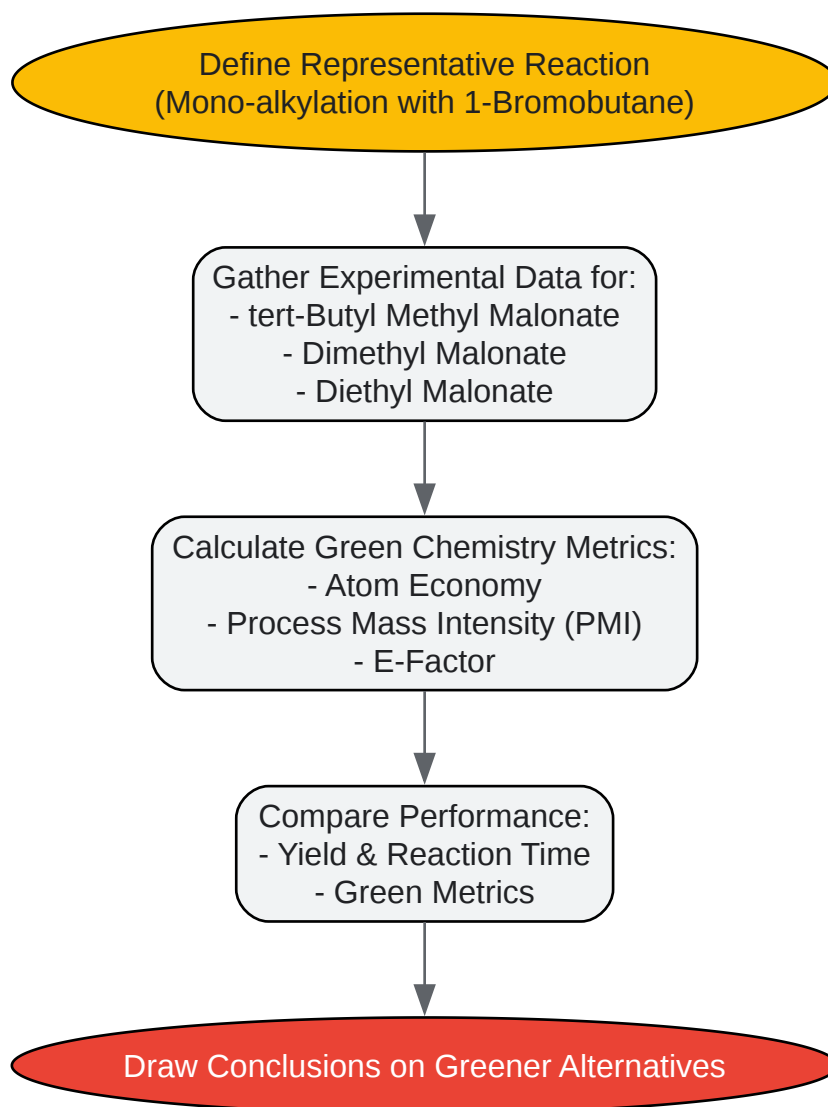 Define Representative Reaction
(Mono-alkylation with 1-Bromobutane)
Gather Experimental Data for:
- tert-Butyl Methyl Malonate
- Dimethyl Malonate
- Diethyl Malonate
Calculate Green Chemistry Metrics:
- Atom Economy
- Process Mass Intensity (PMI)
- E-Factor
Compare Performance:
- Yield & Reaction Time
- Green Metrics
Draw Conclusions on Greener Alternatives